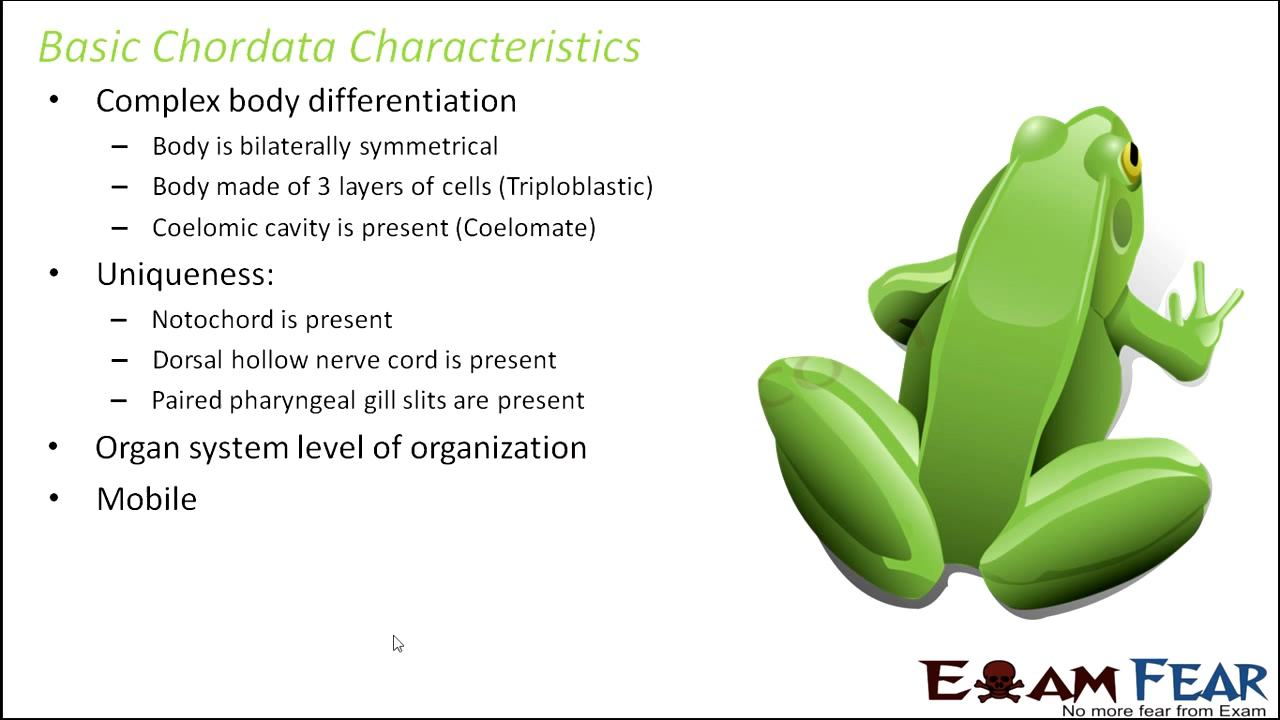 Basic Chordata Characteristics
• Complex body differentiation
– Body is bilaterally symmetrical
– Body made of 3 layers of cells (Triploblastic)
– Coelomic cavity is present (Coelomate)
• Uniqueness:
– Notochord is present
– Dorsal hollow nerve cord is present
– Paired pharyngeal gill slits are present
• Organ system level of organization
• Mobile
EXAM FEAR
No more fear from Exam